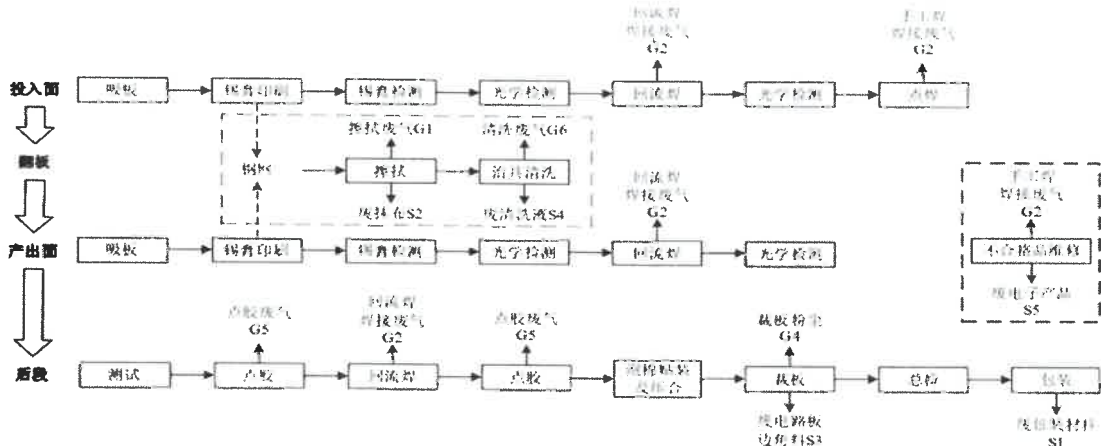 回流焊
焊接废气
G2
手工焊
焊接废气
G2
投入面
吸板
锡膏印刷
锡膏检测
光学检测
回流焊
光学检测
点焊
翻板
擦拭废气G1
清洗废气G6
钢网
擦拭
治具清洗
废抹布S2
废清洗液S4
回流焊
焊接废气
G2
手工焊
焊接废气
G2
不合格品维修
废电子产品
S5
产出面
吸板
锡膏印刷
锡膏检测
光学检测
回流焊
光学检测
点胶废气
G5
回流焊
焊接废气
G2
点胶废气
G5
裁板粉尘
G4
后段
测试
点胶
回流焊
点胶
及压合
裁板
总检
包装
废电路板
边角料S3
废包装材料
S1